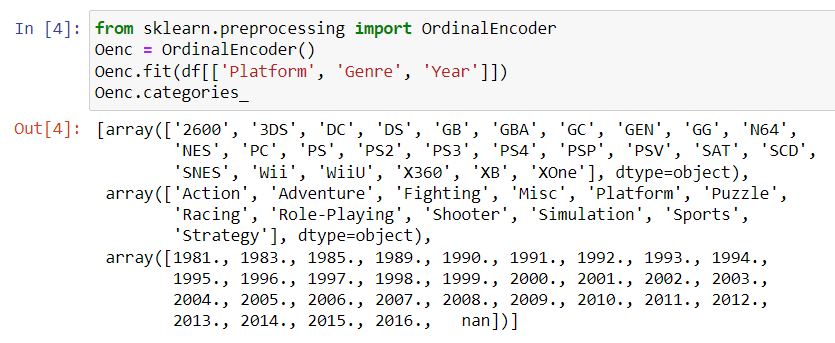 In [4]: from sklearn.preprocessing import OrdinalEncoder
Oenc = OrdinalEncoder()
Oenc.fit(df[['Platform', 'Genre', 'Year']])
Oenc.categories_
Out[4]: [array(['2600', '3DS', 'DC', 'DS', 'GB', 'GBA', 'GC', 'GEN', 'GG', 'N64',
'NES', 'PC', 'PS', 'PS2', 'PS3', 'PS4', 'PSP', 'PSV', 'SAT', 'SCD',
'SNES', 'Wii', 'WiiU', 'X360', 'XB', 'XOne'], dtype=object),
array(['Action', 'Adventure', 'Fighting', 'Misc', 'Platform', 'Puzzle',
'Racing', 'Role-Playing', 'Shooter', 'Simulation', 'Sports',
'Strategy'], dtype=object),
array([1981., 1983., 1985., 1989., 1990., 1991., 1992., 1993., 1994.,
1995., 1996., 1997., 1998., 1999., 2000., 2001., 2002., 2003.,
2004., 2005., 2006., 2007., 2008., 2009., 2010., 2011., 2012.,
2013., 2014., 2015., 2016., nan])]